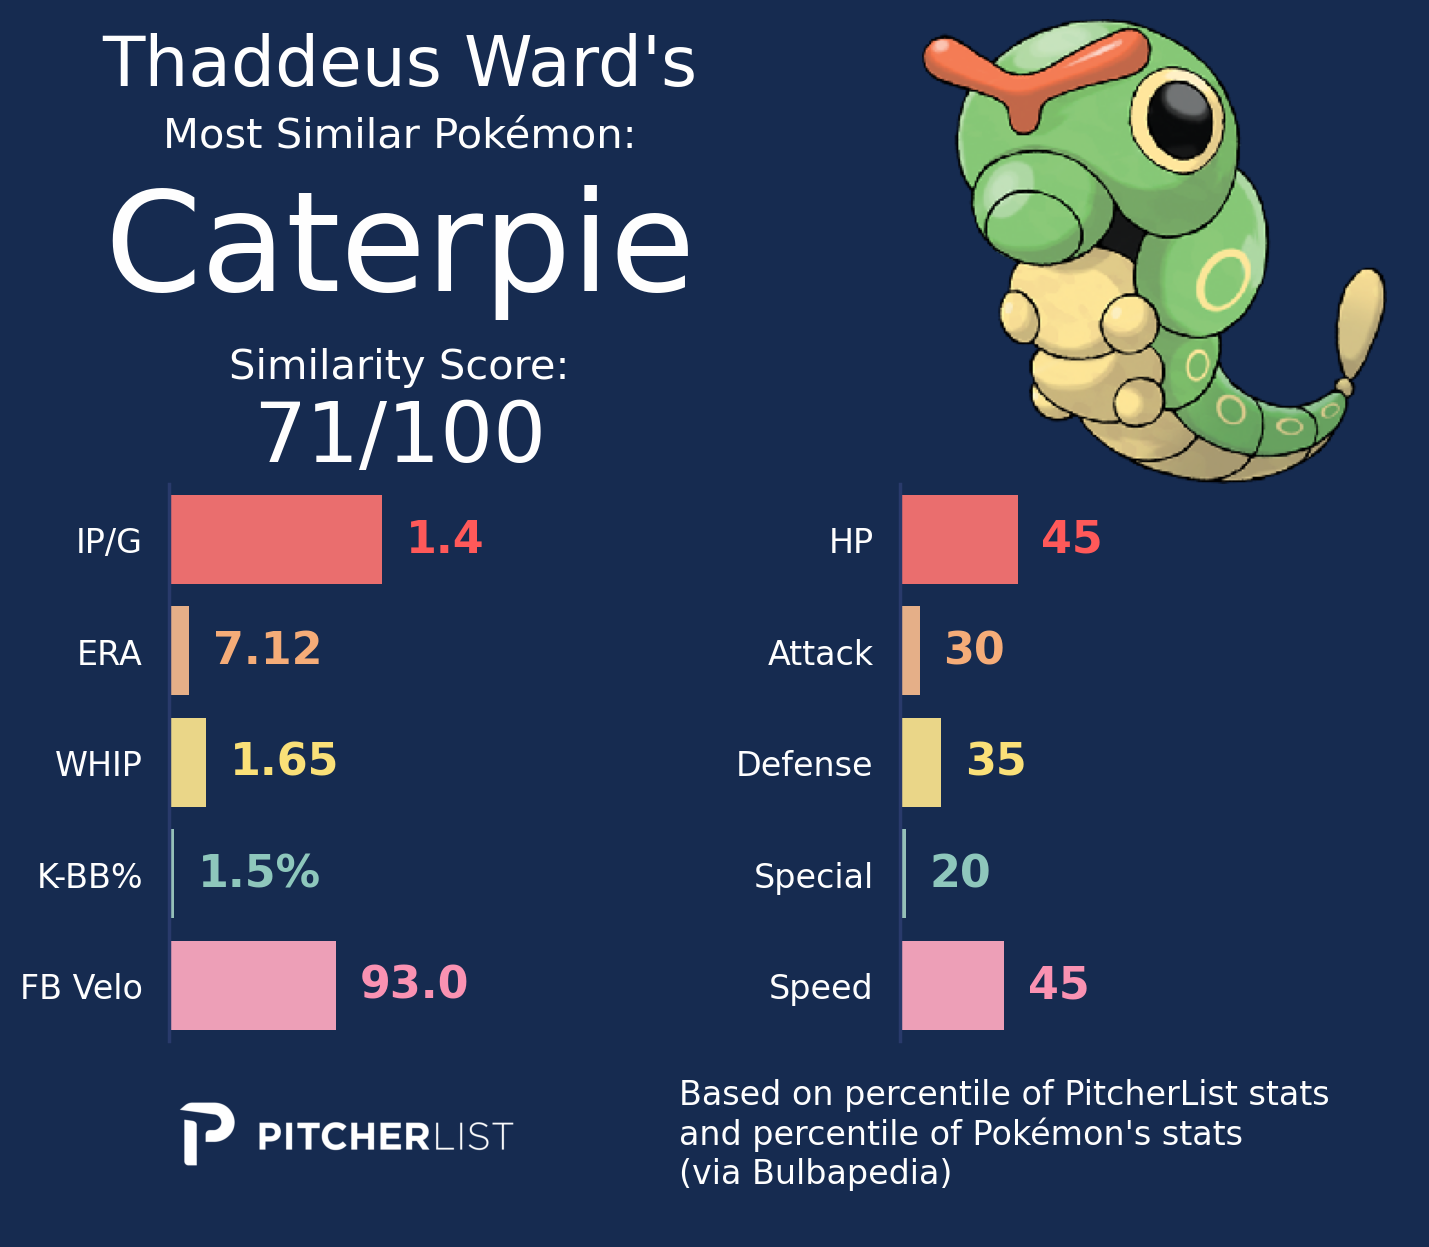 Thaddeus Ward's
Most Similar Pokémon:
Caterpie
Similarity Score:
71/100
IP/G 1.4
ERA 7.12
WHIP 1.65
K-BB% 1.5%
FB Velo 93.0
HP 45
Attack 30
Defense 35
Special 20
Speed 45
PITCHERLIST
Based on percentile of PitcherList stats
and percentile of Pokémon's stats
(via Bulbapedia)